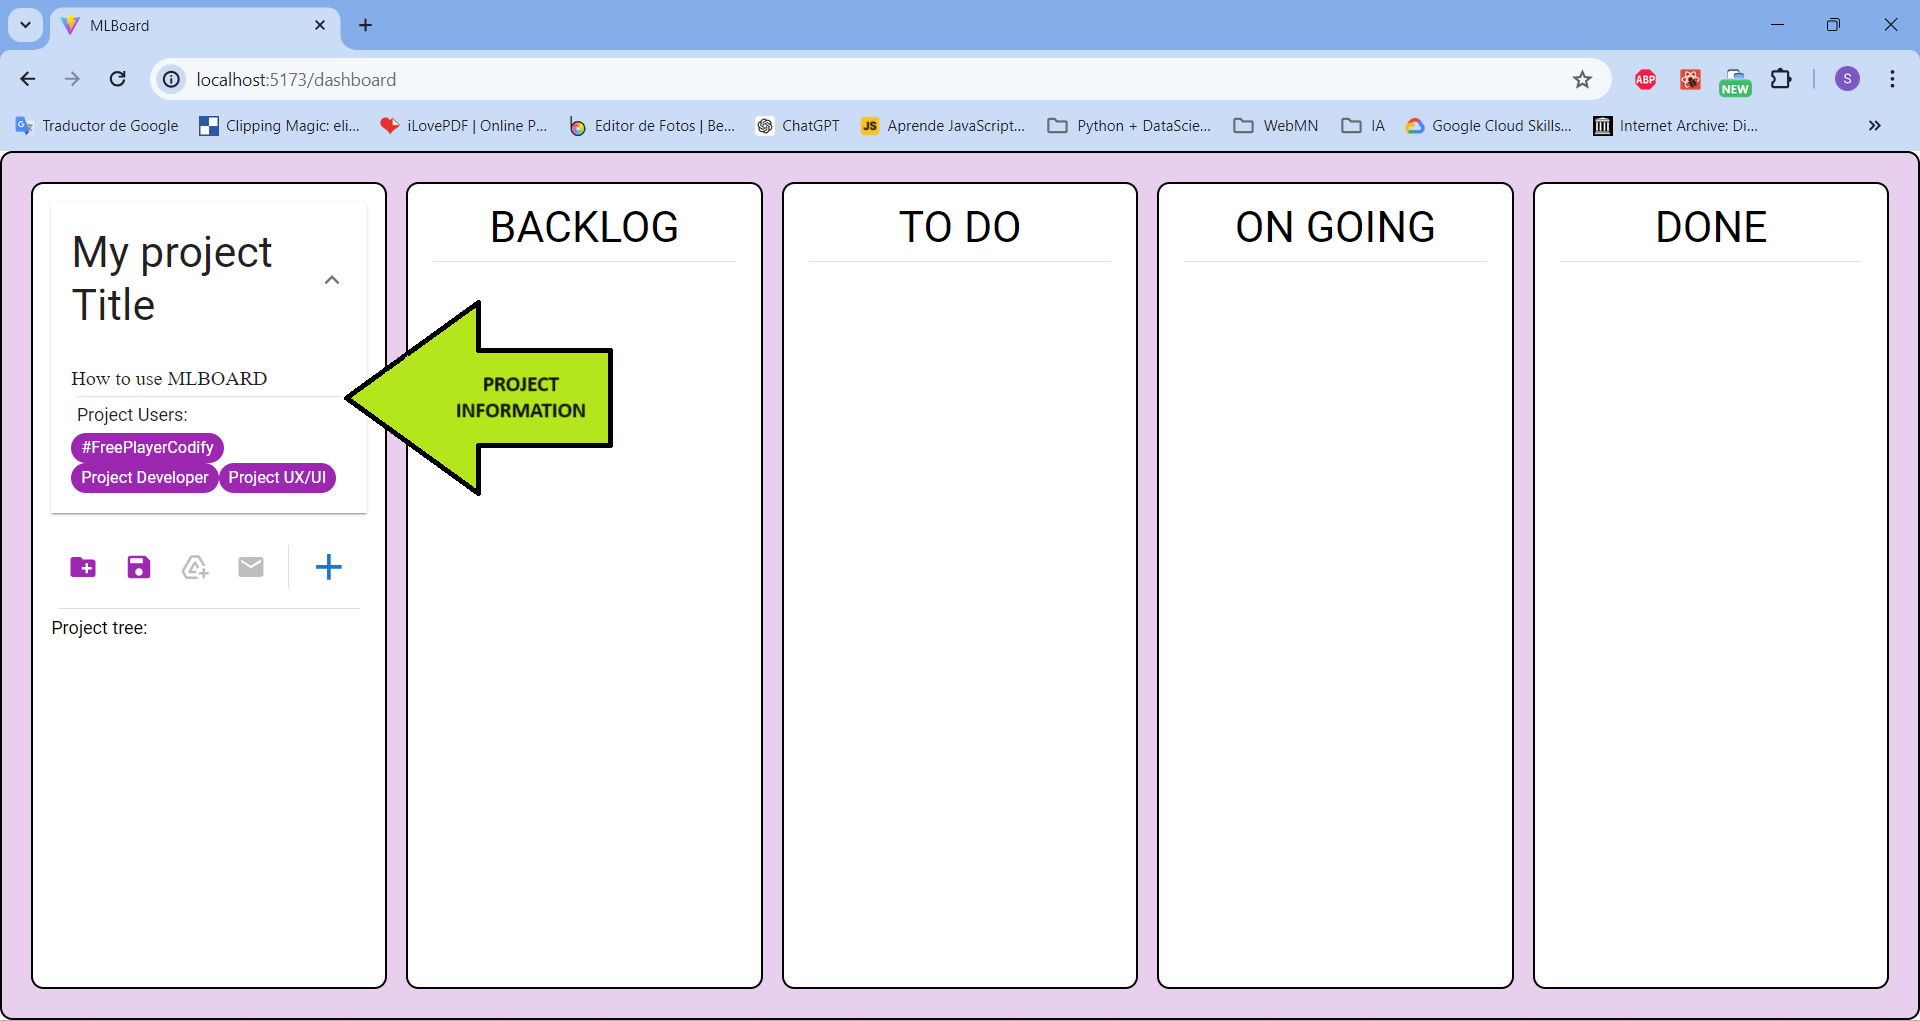 MLBoard
localhost:5173/dashboard
ABP
NEW
S
Traductor de Google
Clipping Magic: eli...
iLovePDF | Online P...
Editor de Fotos | Be...
ChatGPT
JS
Aprende JavaScript...
Python + DataScie...
WebMN
IA
Google Cloud Skills...
Internet Archive: Di...
My project
Title
How to use MLBOARD
Project Users:
#FreePlayerCodify
Project Developer
Project UX/UI
Project tree:
PROJECT
INFORMATION
BACKLOG
TO DO
ON GOING
DONE